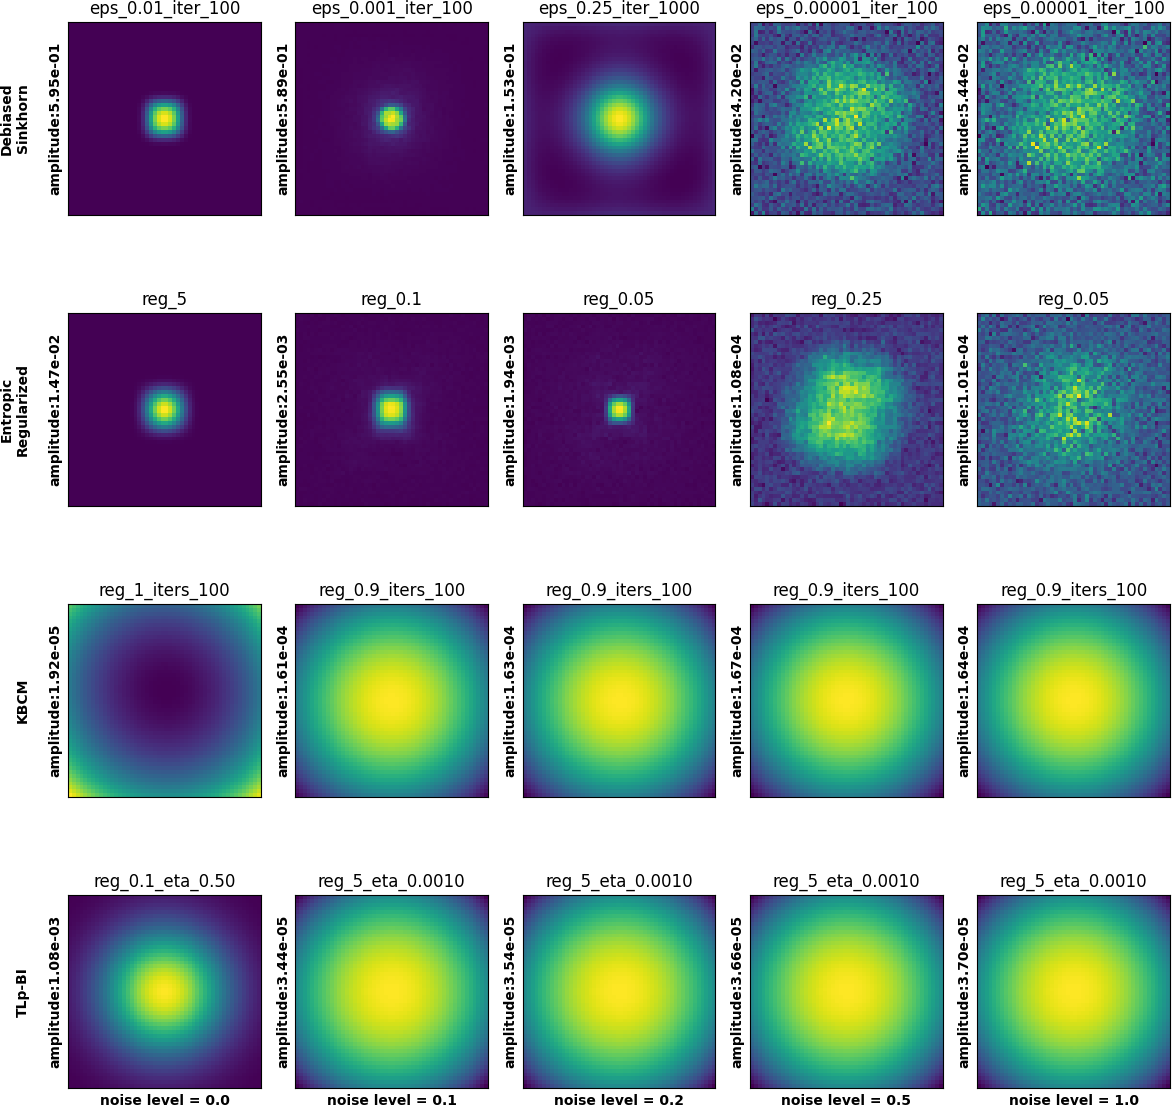 eps_0.01_iter_100
eps_0.001_iter_100
eps_0.25_iter_1000
eps_0.00001_iter_100
eps_0.00001_iter_100
Debiased
Sinkhorn
amplitude:5.95e-01
amplitude:5.89e-01
amplitude:1.53e-01
amplitude:4.20e-02
amplitude:5.44e-02
reg_5
reg_0.1
reg_0.05
reg_0.25
reg_0.05
Entropic
Regularized
amplitude:1.47e-02
amplitude:2.55e-03
amplitude:1.94e-03
amplitude:1.08e-04
amplitude:1.01e-04
reg_1_iters_100
reg_0.9_iters_100
reg_0.9_iters_100
reg_0.9_iters_100
reg_0.9_iters_100
KBCM
amplitude:1.92e-05
amplitude:1.61e-04
amplitude:1.63e-04
amplitude:1.67e-04
amplitude:1.64e-04
reg_0.1_eta_0.50
reg_5_eta_0.0010
reg_5_eta_0.0010
reg_5_eta_0.0010
reg_5_eta_0.0010
TLp-BI
amplitude:1.08e-03
amplitude:3.44e-05
amplitude:3.54e-05
amplitude:3.66e-05
amplitude:3.70e-05
noise level = 0.0
noise level = 0.1
noise level = 0.2
noise level = 0.5
noise level = 1.0